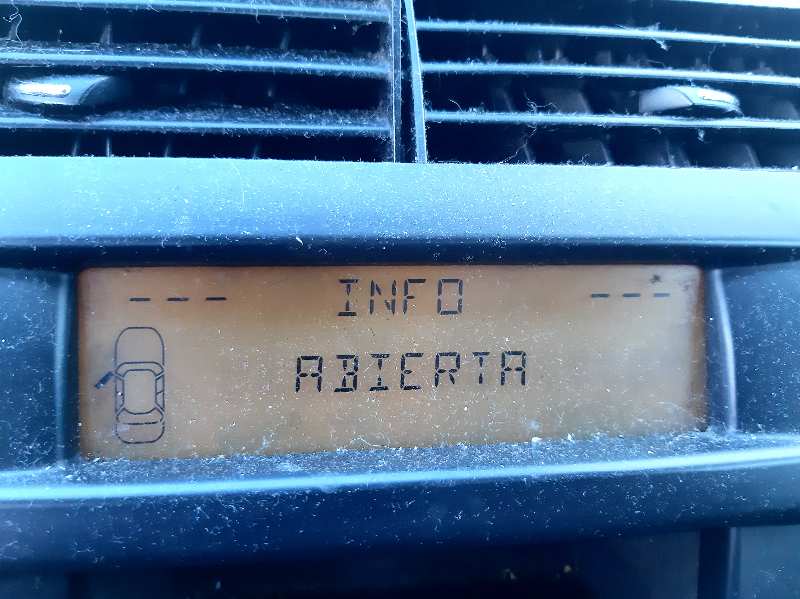 --- INFO ---
ABIERTA